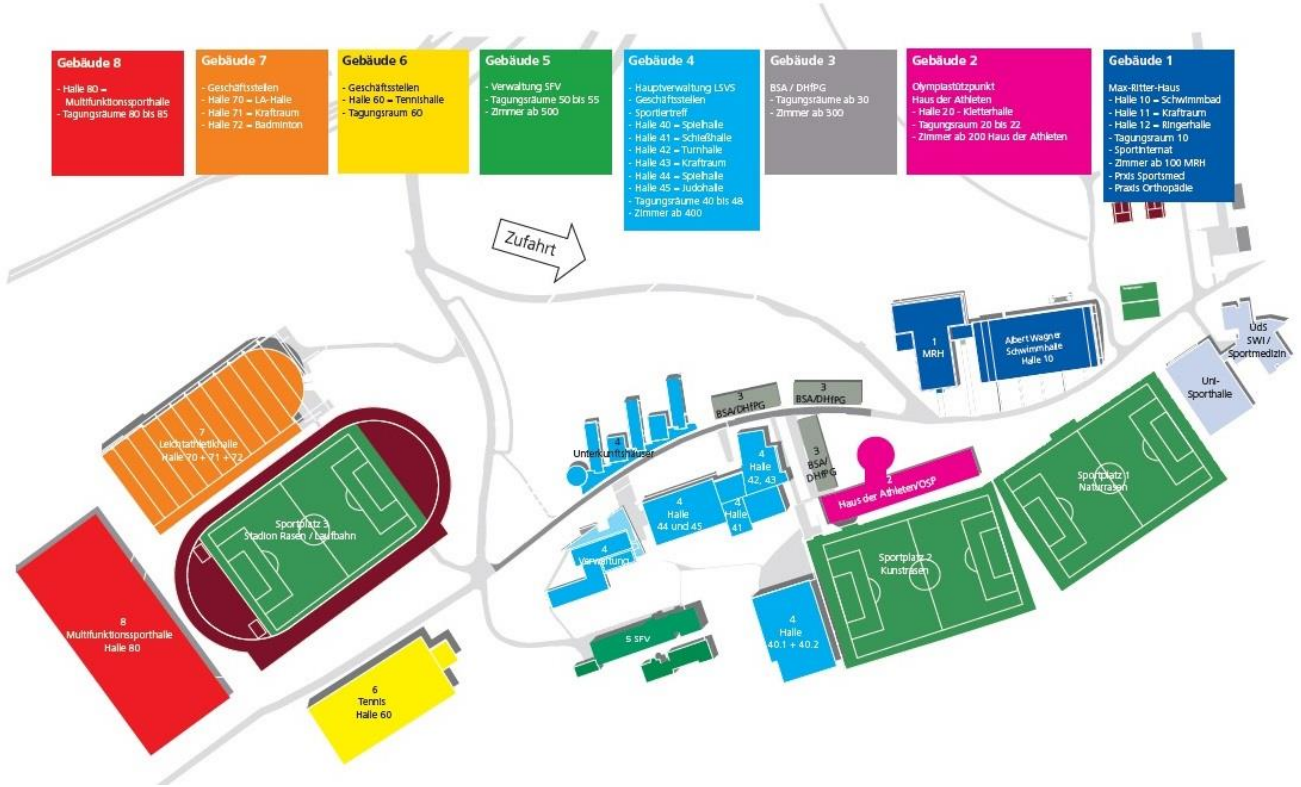 Gebäude 8
- Halle 80 =
Multifunktionssporthalle
- Tagungsräume 80 bis 85
Gebäude 7
- Geschäftsstellen
- Halle 70 = LA-Halle
- Halle 71 = Kraftraum
- Halle 72 = Badminton
Gebäude 6
- Geschäftsstellen
- Halle 60 = Tennishalle
- Tagungsraum 60
Gebäude 5
- Verwaltung SFV
- Tagungsräume 50 bis 55
- Zimmer ab 500
Gebäude 4
- Hauptverwaltung LSVS
- Geschäftsstellen
- Sportlertreff
- Halle 40 = Spielhalle
- Halle 41 = Schießhalle
- Halle 42 = Turnhalle
- Halle 43 = Kraftraum
- Halle 44 = Spielhalle
- Halle 45 = Judohalle
- Tagungsräume 40 bis 48
- Zimmer ab 400
Gebäude 3
BSA / DHfPG
- Tagungsräume ab 30
- Zimmer ab 300
Gebäude 2
Olympiastützpunkt
Haus der Athleten
- Halle 20 - Kletterhalle
- Tagungsraum 20 bis 22
- Zimmer ab 200 Haus der Athleten
Gebäude 1
Max-Ritter-Haus
- Halle 10 = Schwimmbad
- Halle 11 = Kraftraum
- Halle 12 = Ringerhalle
- Tagungsraum 10
- Sportinternat
- Zimmer ab 100 MRH
- Prxis Sportsmed
- Praxis Orthopädie
Zufahrt
1
MRH
Albert Wagner
Schwimmhalle
Halle 10
UdS
SWI /
Sportmedizin
Uni-
Sporthalle
3
BSA/DHfPG
3
BSA/DHfPG
3
BSA/
DHfPG
4
Unterkunftshäuser
4
Halle
42, 43
4
Halle
41
4
Halle
44 und 45
4
Verwaltung
2
Haus der Athleten/OSP
Sportplatz 1
Naturrasen
Sportplatz 2
Kunstrasen
7
Leichtathletikhalle
Halle 70 + 71 + 72
Sportplatz 3
Stadion Rasen / Laufbahn
8
Multifunktionssporthalle
Halle 80
5 SFV
4
Halle
40.1 + 40.2
6
Tennis
Halle 60